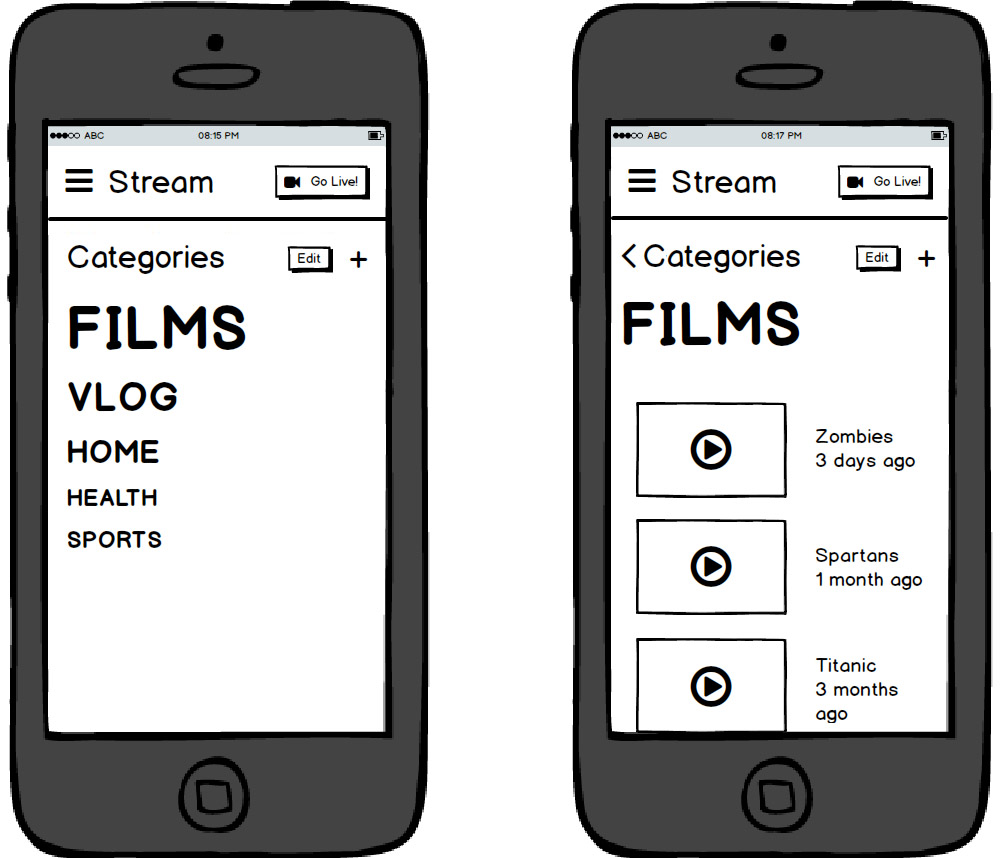 ABC 08:15 PM
Stream Go Live!
Categories Edit +
FILMS
VLOG
HOME
HEALTH
SPORTS
ABC 08:17 PM
Stream Go Live!
< Categories Edit +
FILMS
Zombies
3 days ago
Spartans
1 month ago
Titanic
3 months
ago